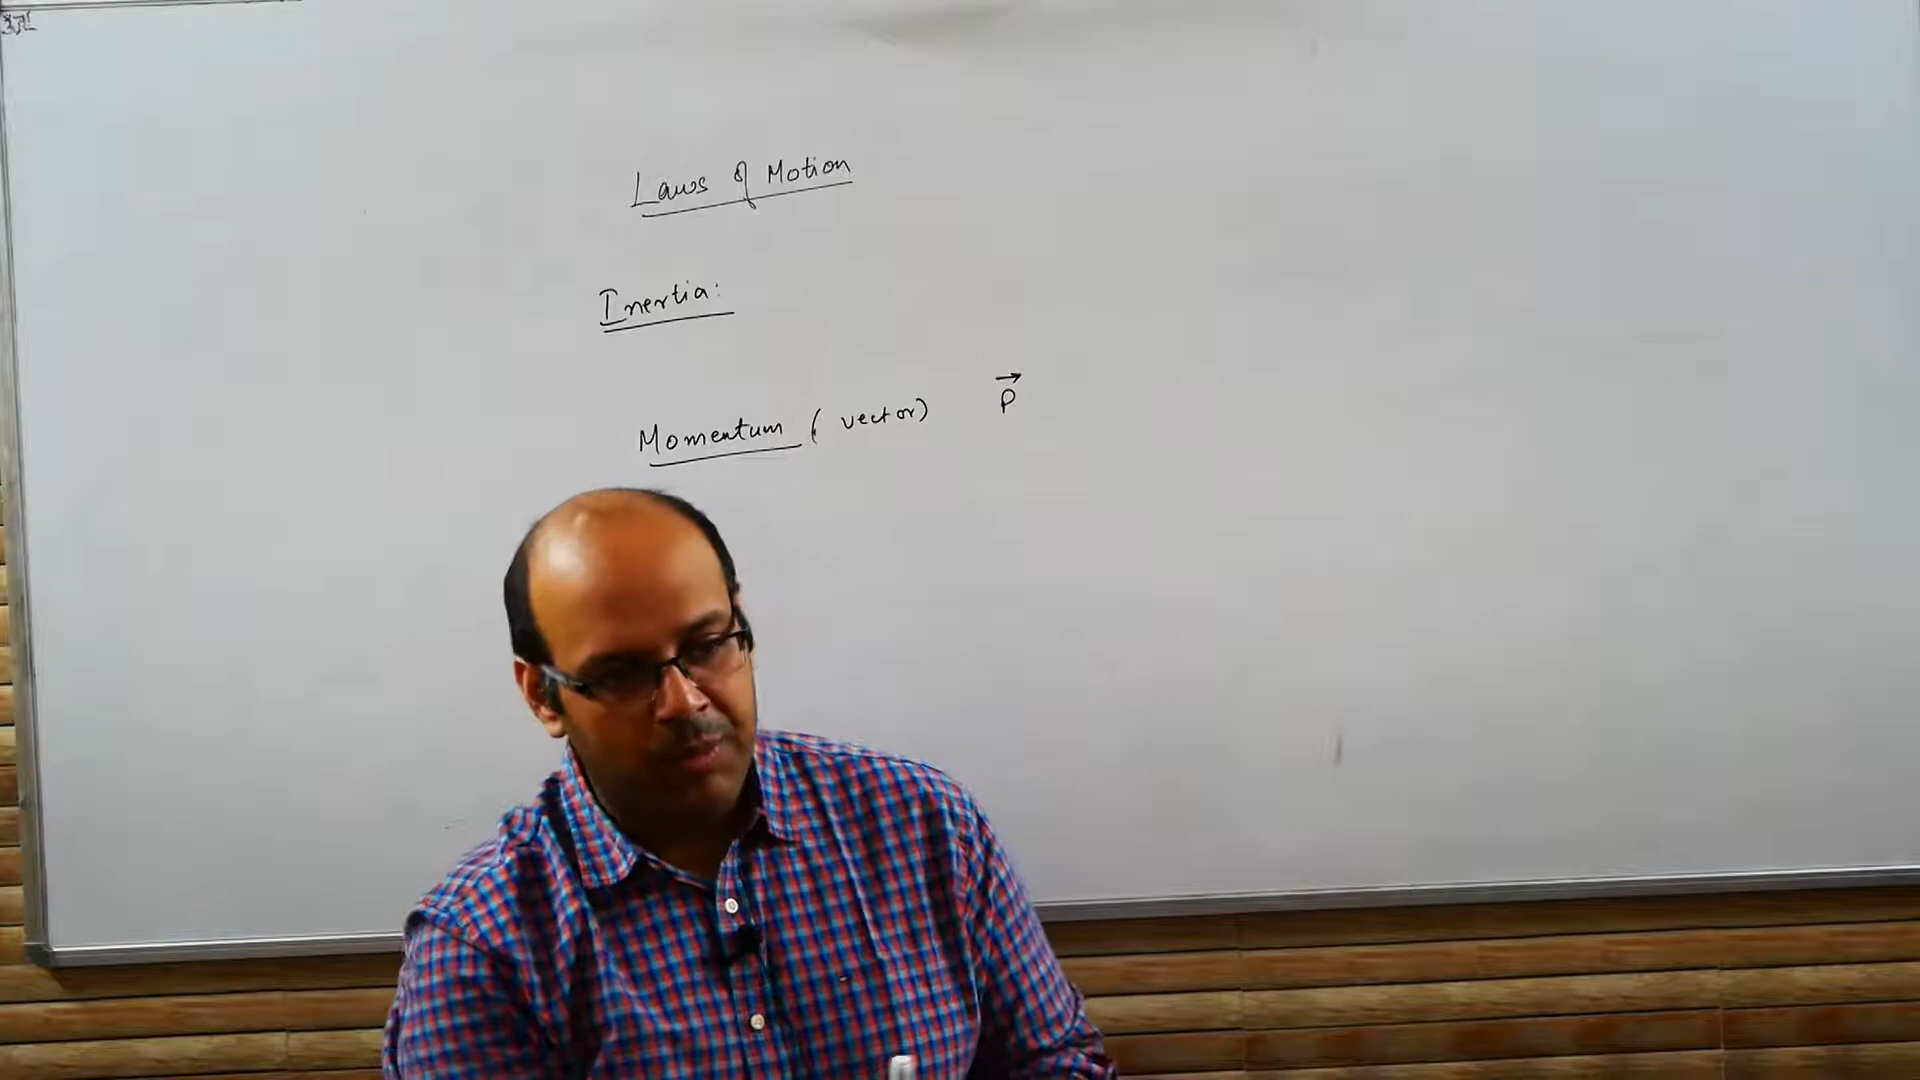 Laws of Motion
Inertia:
Momentum ( vector) P⃗